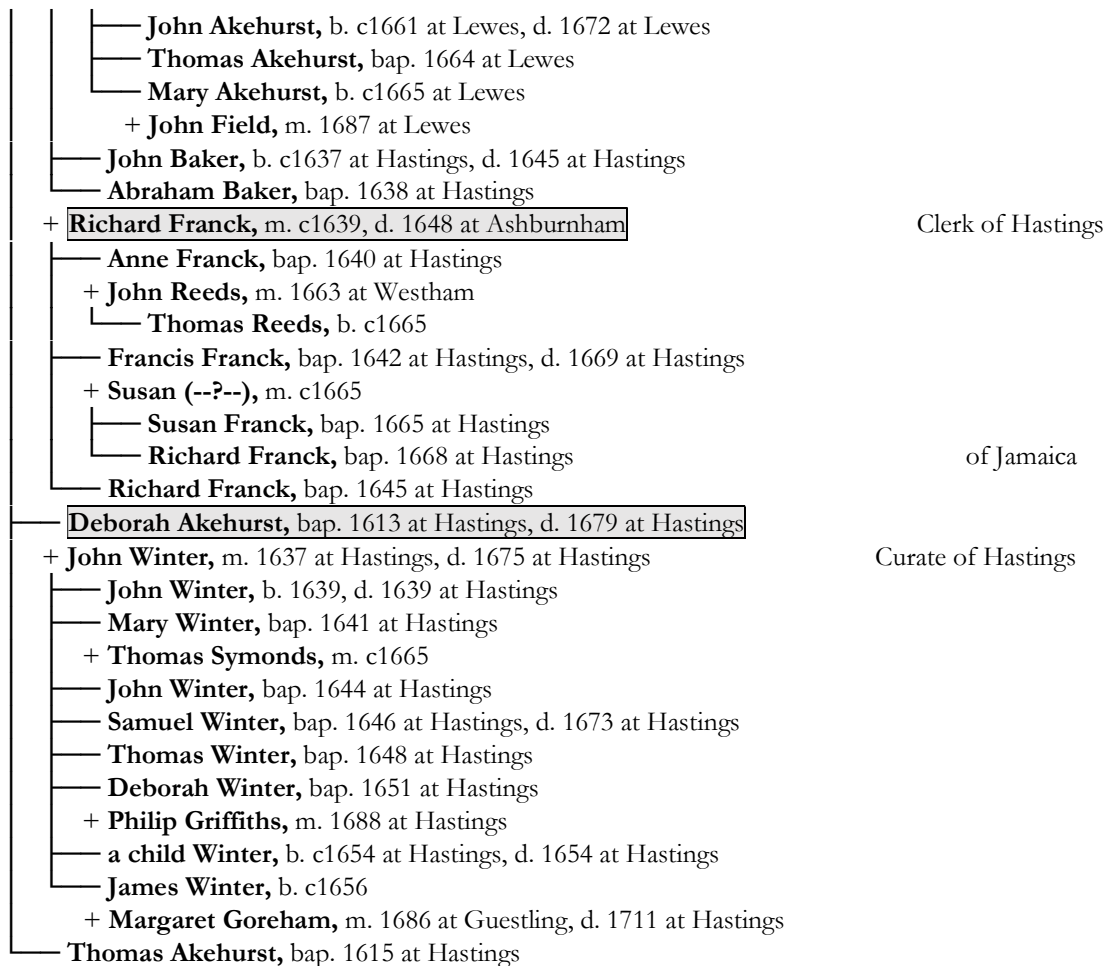 John Akehurst, b. c1661 at Lewes, d. 1672 at Lewes
Thomas Akehurst, bap. 1664 at Lewes
Mary Akehurst, b. c1665 at Lewes
+ John Field, m. 1687 at Lewes
John Baker, b. c1637 at Hastings, d. 1645 at Hastings
Abraham Baker, bap. 1638 at Hastings
+ Richard Franck, m. c1639, d. 1648 at Ashburnham Clerk of Hastings
Anne Franck, bap. 1640 at Hastings
+ John Reeds, m. 1663 at Westham
Thomas Reeds, b. c1665
Francis Franck, bap. 1642 at Hastings, d. 1669 at Hastings
+ Susan (--?--), m. c1665
Susan Franck, bap. 1665 at Hastings
Richard Franck, bap. 1668 at Hastings of Jamaica
Richard Franck, bap. 1645 at Hastings
Deborah Akehurst, bap. 1613 at Hastings, d. 1679 at Hastings
+ John Winter, m. 1637 at Hastings, d. 1675 at Hastings Curate of Hastings
John Winter, b. 1639, d. 1639 at Hastings
Mary Winter, bap. 1641 at Hastings
+ Thomas Symonds, m. c1665
John Winter, bap. 1644 at Hastings
Samuel Winter, bap. 1646 at Hastings, d. 1673 at Hastings
Thomas Winter, bap. 1648 at Hastings
Deborah Winter, bap. 1651 at Hastings
+ Philip Griffiths, m. 1688 at Hastings
a child Winter, b. c1654 at Hastings, d. 1654 at Hastings
James Winter, b. c1656
+ Margaret Goreham, m. 1686 at Guestling, d. 1711 at Hastings
Thomas Akehurst, bap. 1615 at Hastings